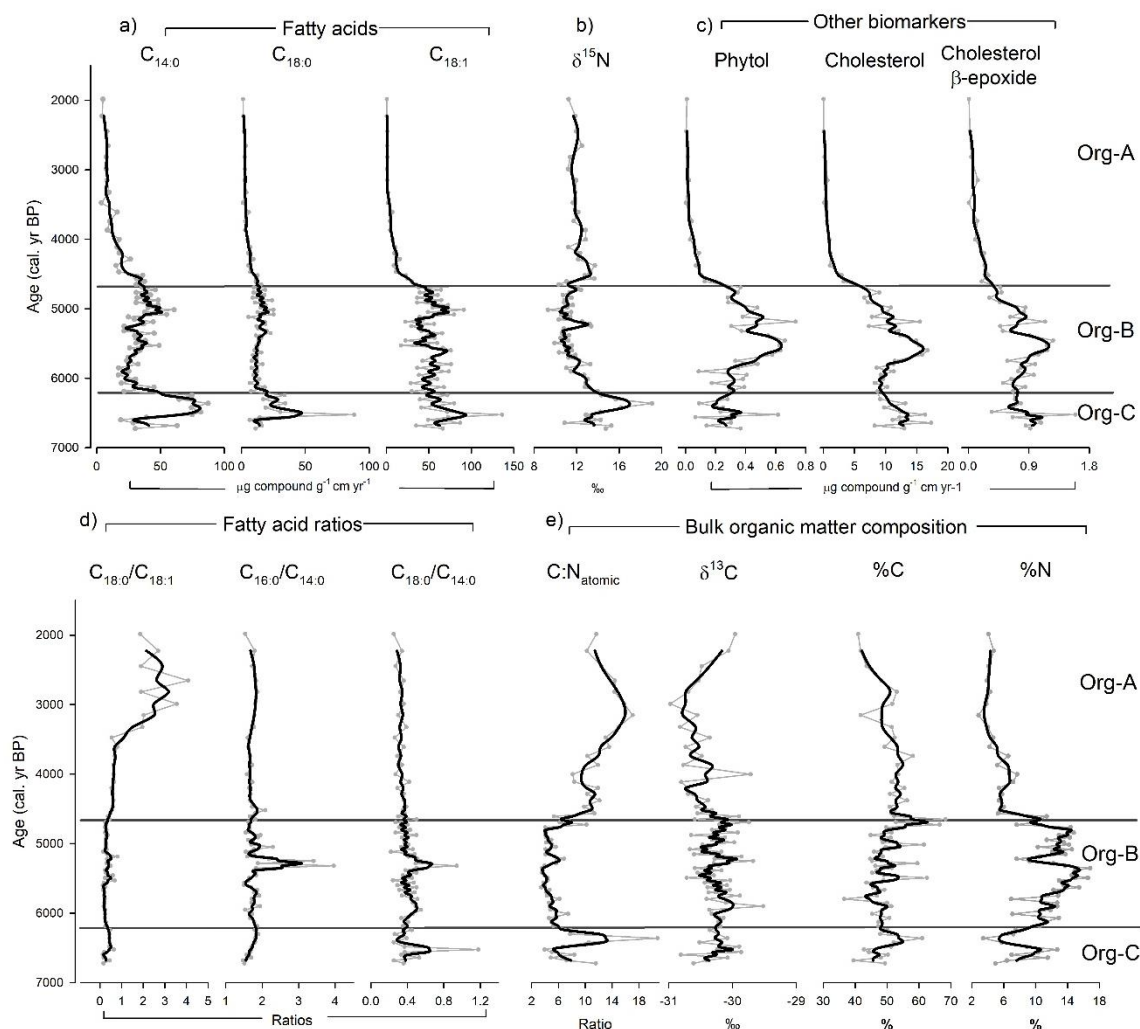 a) Fatty acids b) c) Other biomarkers
C14:0 C18:0 C18:1 δ15N Phytol Cholesterol Cholesterol
β-epoxide
2000
3000
4000
5000
6000
7000
Age (cal. yr BP)
Org-A
Org-B
Org-C
0 25 50 75 100 0 50 100 0 50 100 150 8 12 16 20 0.0 0.2 0.4 0.6 0.8 0 5 10 15 20 0.0 0.9 1.8
µg compound g-1 cm yr-1 ‰ µg compound g-1 cm yr-1
d) Fatty acid ratios e) Bulk organic matter composition
C18:0/C18:1 C16:0/C14:0 C18:0/C14:0 C:Natomic δ13C %C %N
2000
3000
4000
5000
6000
7000
Age (cal. yr BP)
Org-A
Org-B
Org-C
0 1 2 3 4 5 1 2 3 4 0.0 0.4 0.8 1.2 2 6 10 14 18 -31 -30 -29 30 40 50 60 70 2 6 10 14 18
Ratios Ratio ‰ % %